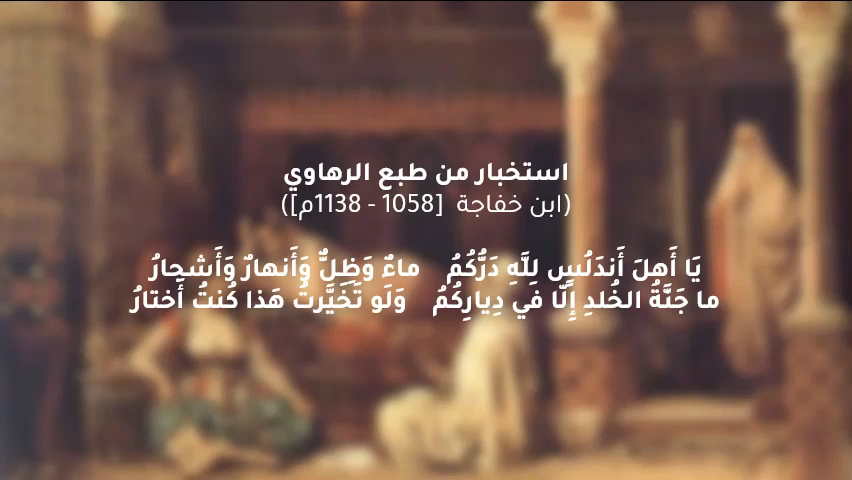 استخبار من طبع الرهاوي
(ابن خفاجة [1058 - 1138م])
يَا أَهلَ أَندَلُسٍ لِلَّهِ دَرُّكُمُ ماءٌ وَظِلٌّ وَأَنهارٌ وَأَشجارُ
ما جَنَّةُ الخُلدِ إِلّا في دِيارِكُمُ وَلَو تَخَيَّرتُ هَذا كُنتُ أَختارُ